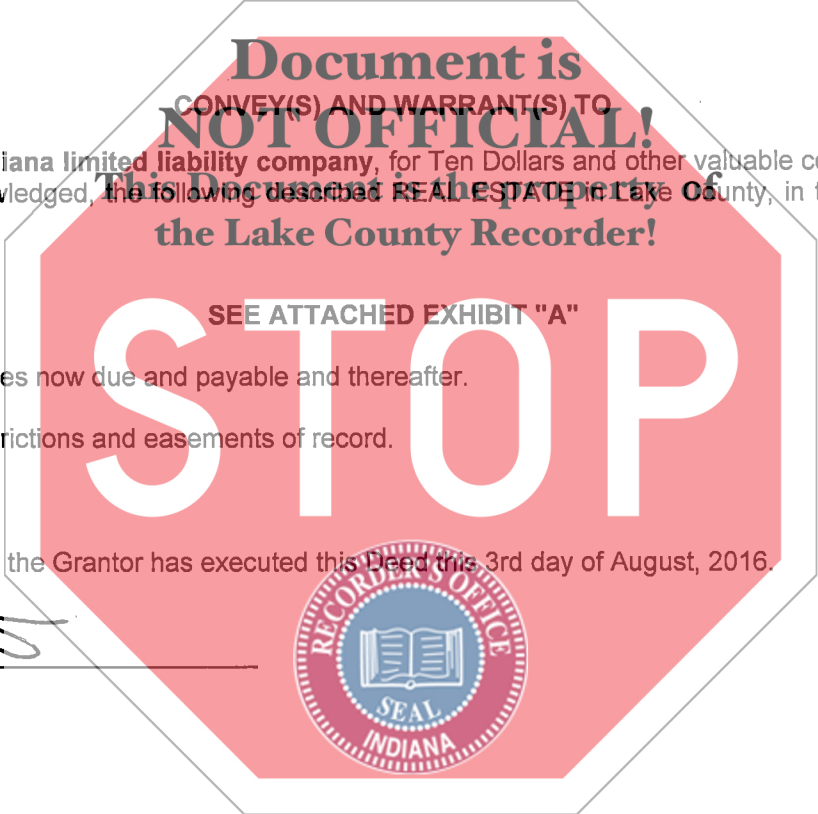 Document is
CONVEY(S) AND WARRANT(S) TO
NOT OFFICIAL!
iana limited liability company, for Ten Dollars and other valuable co
ledged, the following described REAL ESTATE in Lake County, in t
This Document is the property of
the Lake County Recorder!
SEE ATTACHED EXHIBIT "A"
es now due and payable and thereafter.
rictions and easements of record.
STOP
the Grantor has executed this Deed this 3rd day of August, 2016.
RECORDER'S OFFICE
SEAL
INDIANA